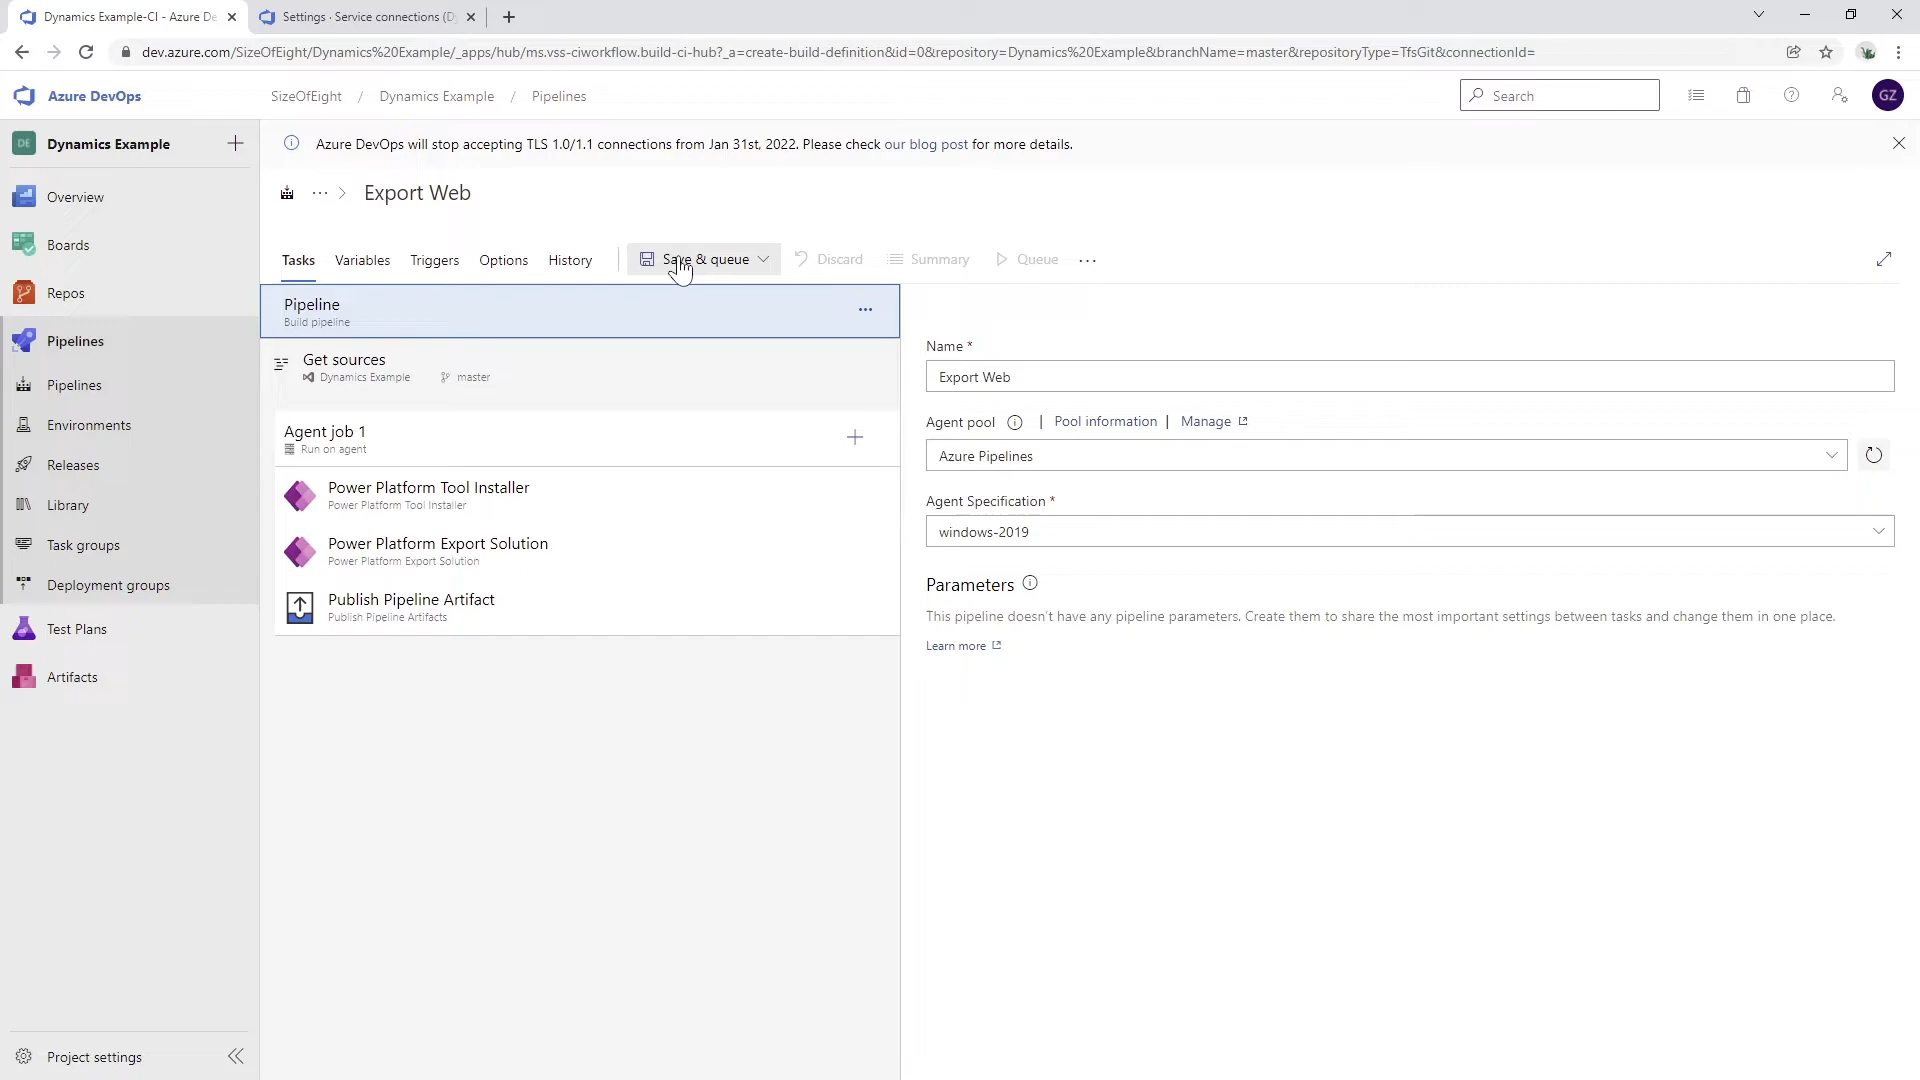 Dynamics Example-CI - Azure De
Settings · Service connections (D
dev.azure.com/SizeOfEight/Dynamics%20Example/_apps/hub/ms.vss-ciworkflow.build-ci-hub?_a=create-build-definition&id=0&repository=Dynamics%20Example&branchName=master&repositoryType=TfsGit&connectionId=
Azure DevOps
SizeOfEight / Dynamics Example / Pipelines
Search
GZ
DE Dynamics Example
Azure DevOps will stop accepting TLS 1.0/1.1 connections from Jan 31st, 2022. Please check our blog post for more details.
Overview
Boards
Repos
Pipelines
Pipelines
Environments
Releases
Library
Task groups
Deployment groups
Test Plans
Artifacts
Project settings
··· > Export Web
Tasks Variables Triggers Options History Save & queue Discard Summary Queue ···
Pipeline
Build pipeline
Get sources
Dynamics Example master
Agent job 1
Run on agent
Power Platform Tool Installer
Power Platform Tool Installer
Power Platform Export Solution
Power Platform Export Solution
Publish Pipeline Artifact
Publish Pipeline Artifacts
Name *
Export Web
Agent pool | Pool information | Manage
Azure Pipelines
Agent Specification *
windows-2019
Parameters
This pipeline doesn't have any pipeline parameters. Create them to share the most important settings between tasks and change them in one place.
Learn more